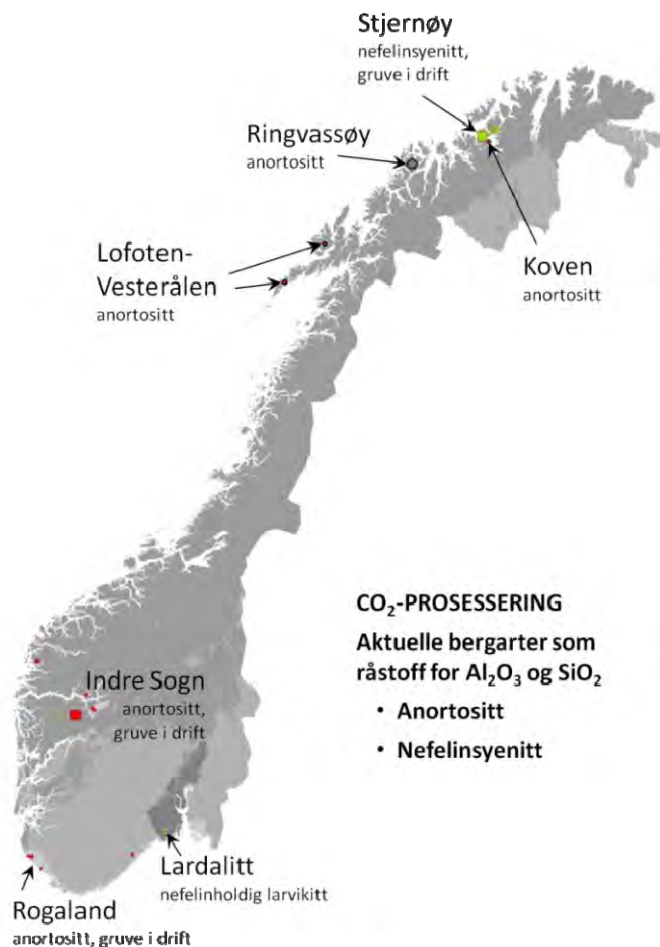 Stjernøy
nefelinsyenitt,
gruve i drift
Ringvassøy
anortositt
Lofoten-
Vesterålen
anortositt
Koven
anortositt
CO₂-PROSESSERING
Aktuelle bergarter som
råstoff for Al₂O₃ og SiO₂
• Anortositt
• Nefelinsyenitt
Indre Sogn
anortositt,
gruve i drift
Lardalitt
nefelinholdig larvikitt
Rogaland
anortositt, gruve i drift